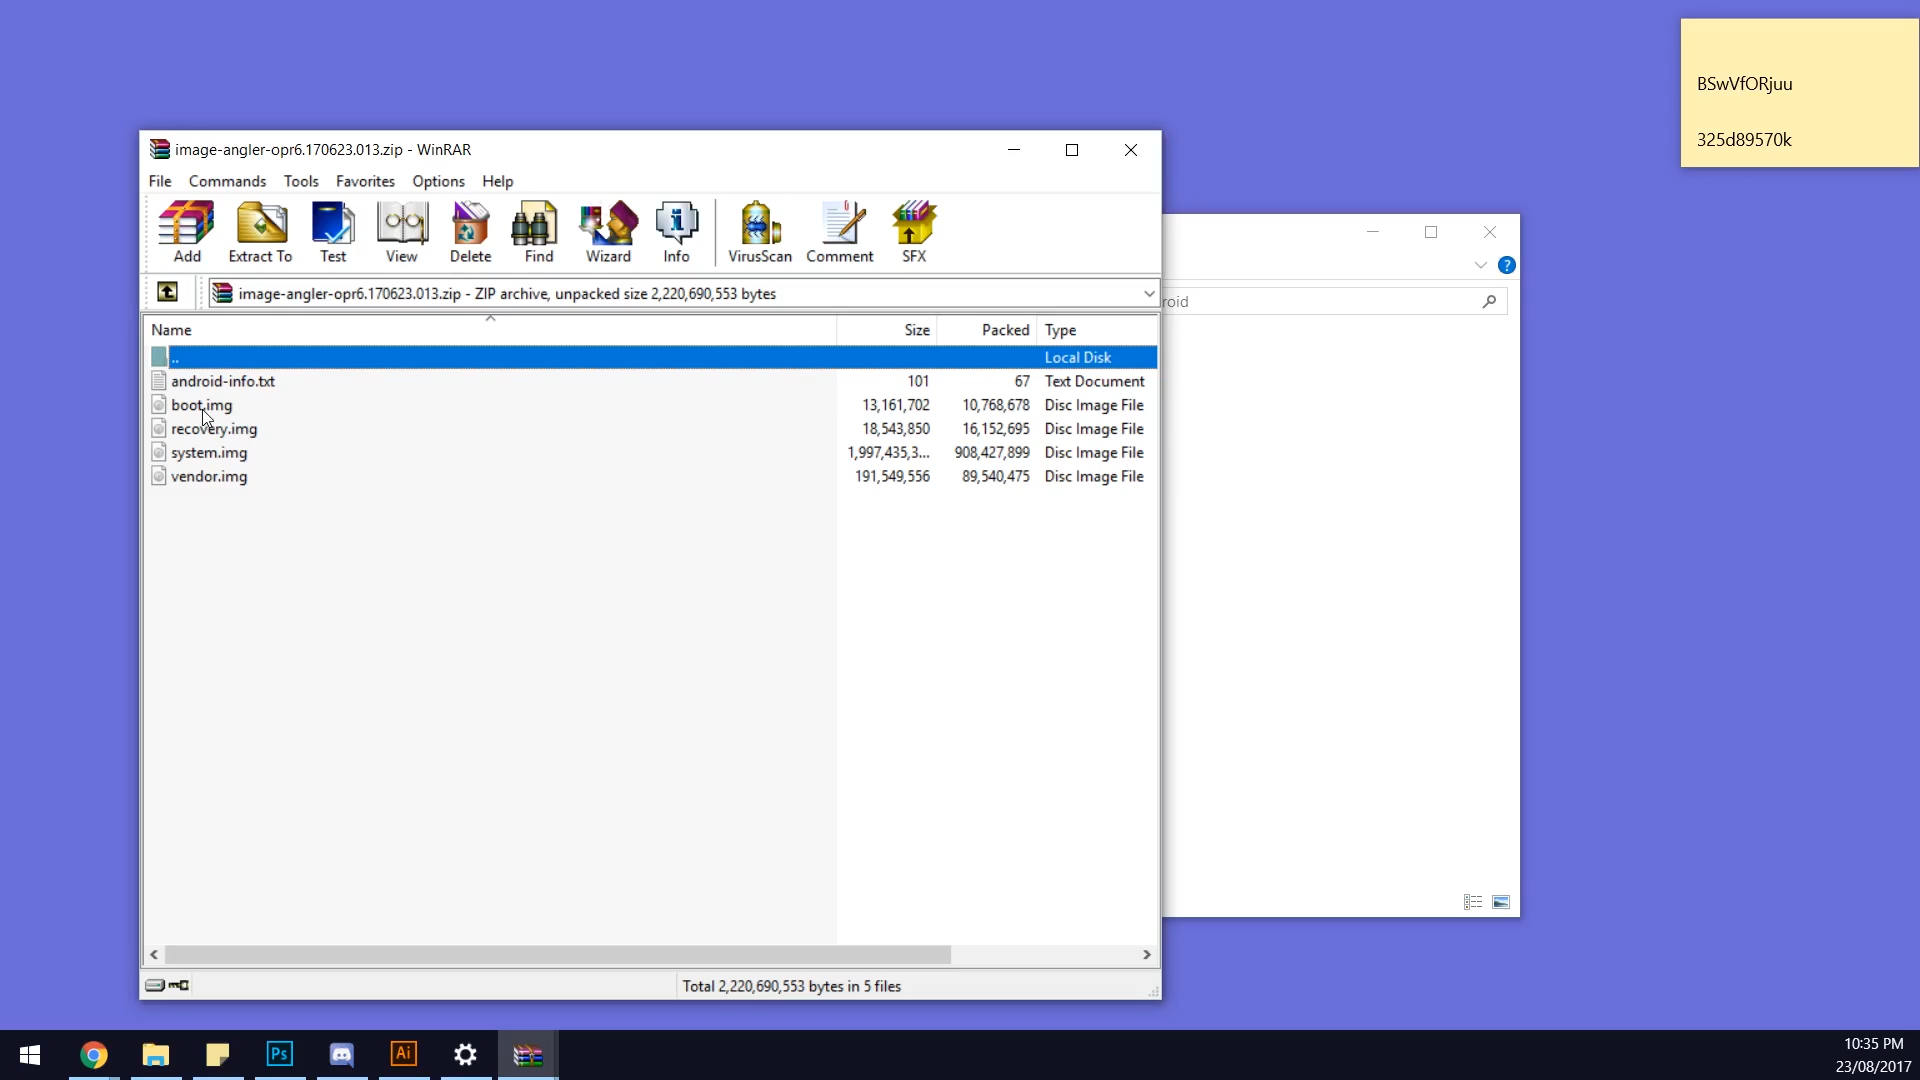 BSwVfORjuu
325d89570k
image-angler-opr6.170623.013.zip - WinRAR
File Commands Tools Favorites Options Help
Add Extract To Test View Delete Find Wizard Info VirusScan Comment SFX
image-angler-opr6.170623.013.zip - ZIP archive, unpacked size 2,220,690,553 bytes
roid
Name Size Packed Type
.. Local Disk
android-info.txt 101 67 Text Document
boot.img 13,161,702 10,768,678 Disc Image File
recovery.img 18,543,850 16,152,695 Disc Image File
system.img 1,997,435,3... 908,427,899 Disc Image File
vendor.img 191,549,556 89,540,475 Disc Image File
Total 2,220,690,553 bytes in 5 files
Ps Ai
10:35 PM
23/08/2017